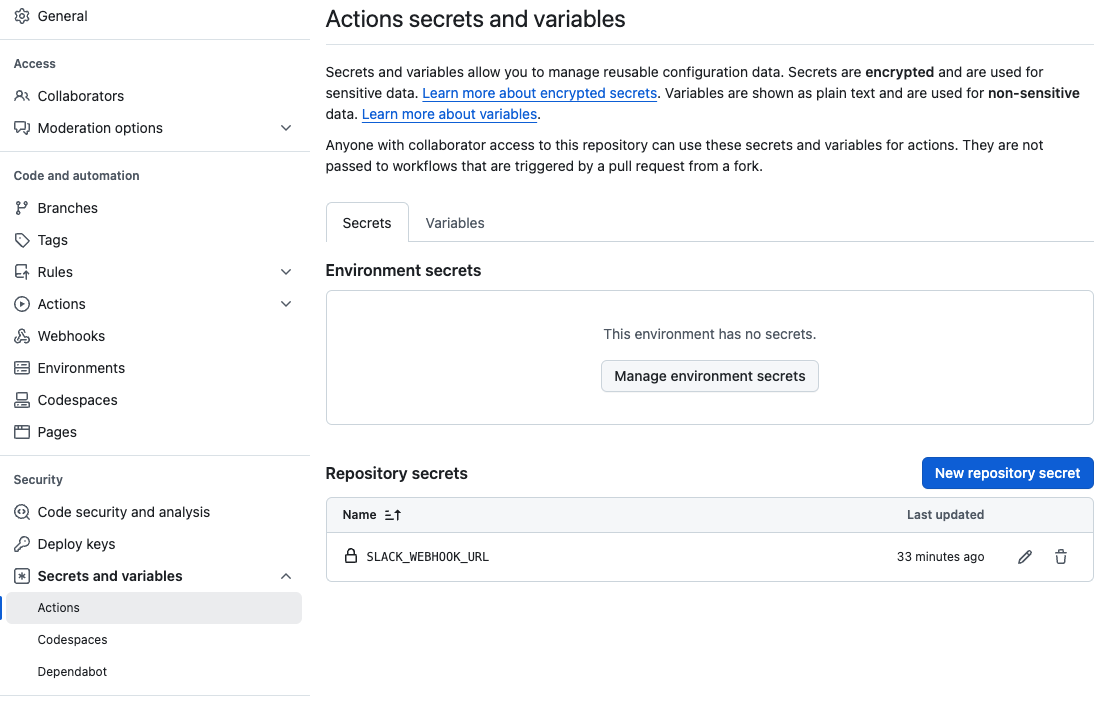 General
Access
Collaborators
Moderation options
Code and automation
Branches
Tags
Rules
Actions
Webhooks
Environments
Codespaces
Pages
Security
Code security and analysis
Deploy keys
Secrets and variables
Actions
Codespaces
Dependabot
Actions secrets and variables
Secrets and variables allow you to manage reusable configuration data. Secrets are encrypted and are used for
sensitive data. Learn more about encrypted secrets. Variables are shown as plain text and are used for non-sensitive
data. Learn more about variables.
Anyone with collaborator access to this repository can use these secrets and variables for actions. They are not
passed to workflows that are triggered by a pull request from a fork.
Secrets Variables
Environment secrets
This environment has no secrets.
Manage environment secrets
Repository secrets New repository secret
Name Last updated
SLACK_WEBHOOK_URL 33 minutes ago